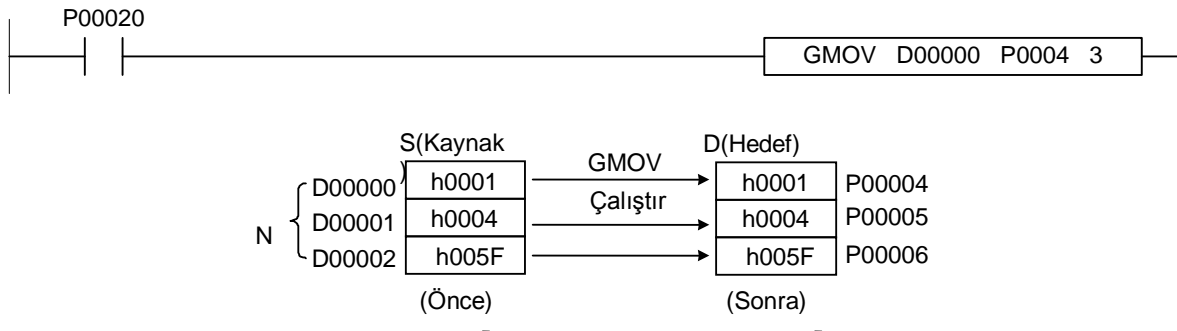 P00020
GMOV D00000 P0004 3
S(Kaynak
)
D(Hedef)
GMOV
Çalıştır
N
D00000 h0001 h0001 P00004
D00001 h0004 h0004 P00005
D00002 h005F h005F P00006
(Önce) (Sonra)